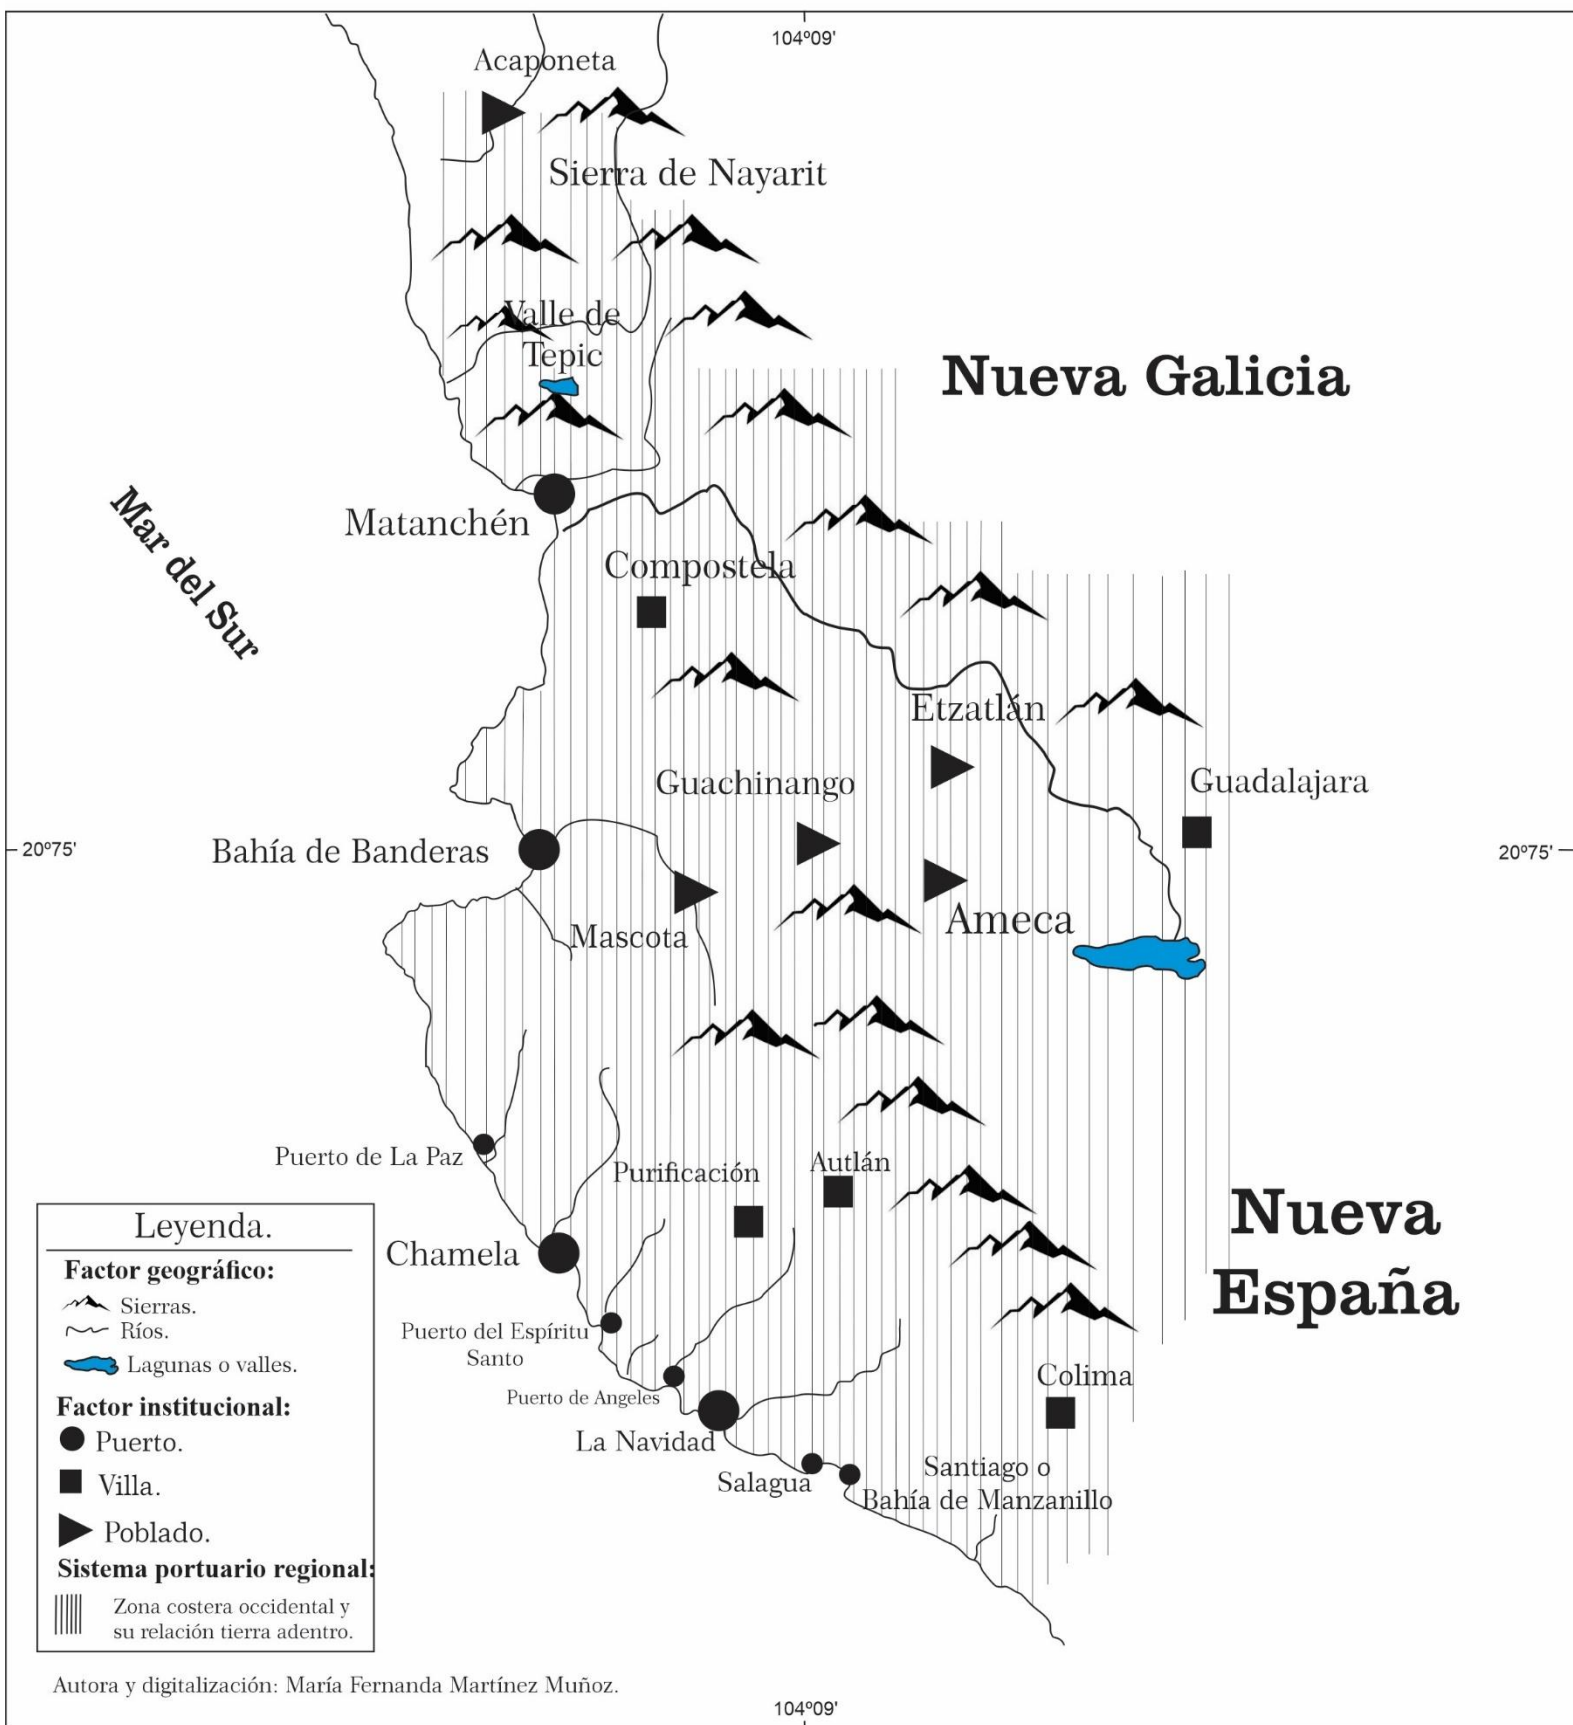 104º09'
Acaponeta
Sierra de Nayarit
Valle de
Tepic
Nueva Galicia
Mar del Sur
Matanchén
Compostela
Etzatlán
Guachinango
Guadalajara
20º75'
Bahía de Banderas
20º75'
Ameca
Mascota
Puerto de La Paz
Purificación
Autlán
Nueva
España
Chamela
Puerto del Espíritu
Santo
Puerto de Angeles
La Navidad
Colima
Salagua
Santiago o
Bahía de Manzanillo
Leyenda.
Factor geográfico:
Sierras.
Ríos.
Lagunas o valles.
Factor institucional:
Puerto.
Villa.
Poblado.
Sistema portuario regional:
Zona costera occidental y
su relación tierra adentro.
Autora y digitalización: María Fernanda Martínez Muñoz.
104º09'